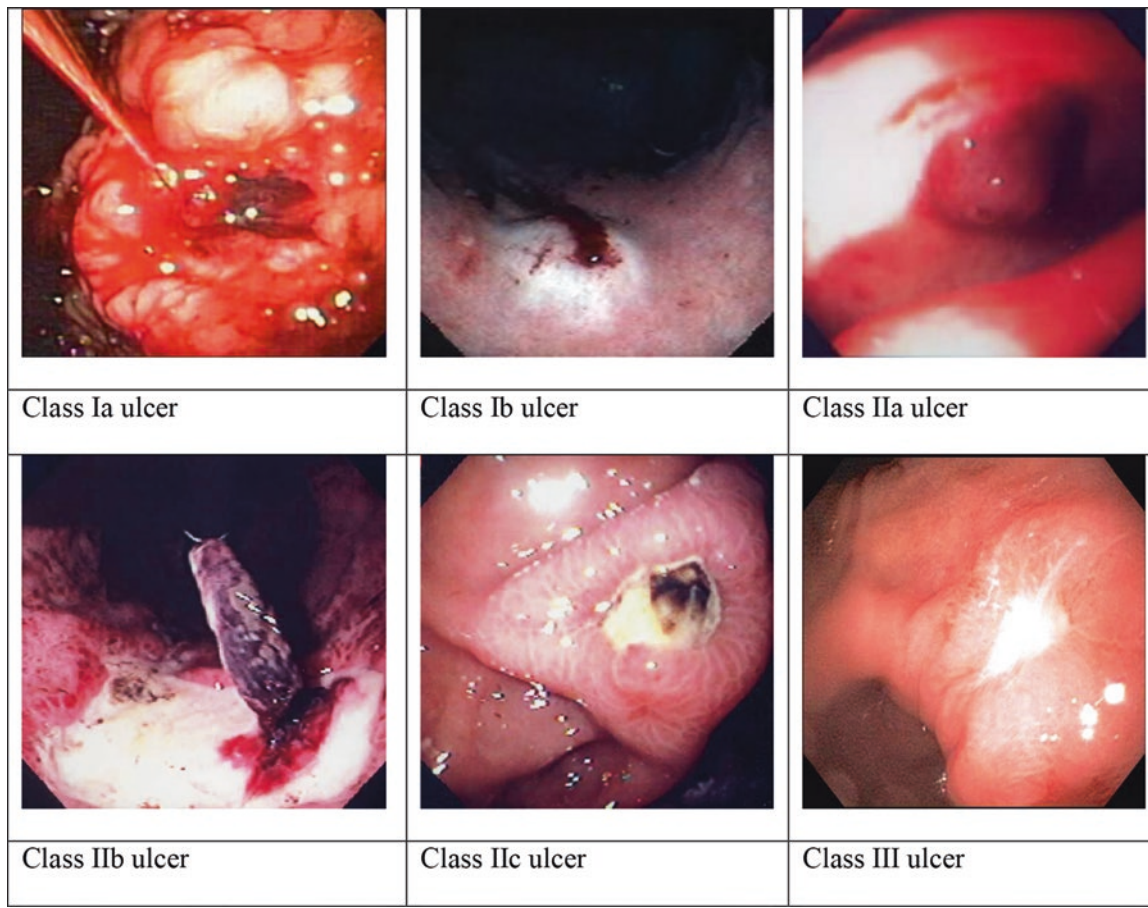 Class Ia ulcer
Class Ib ulcer
Class IIa ulcer
Class IIb ulcer
Class IIc ulcer
Class III ulcer